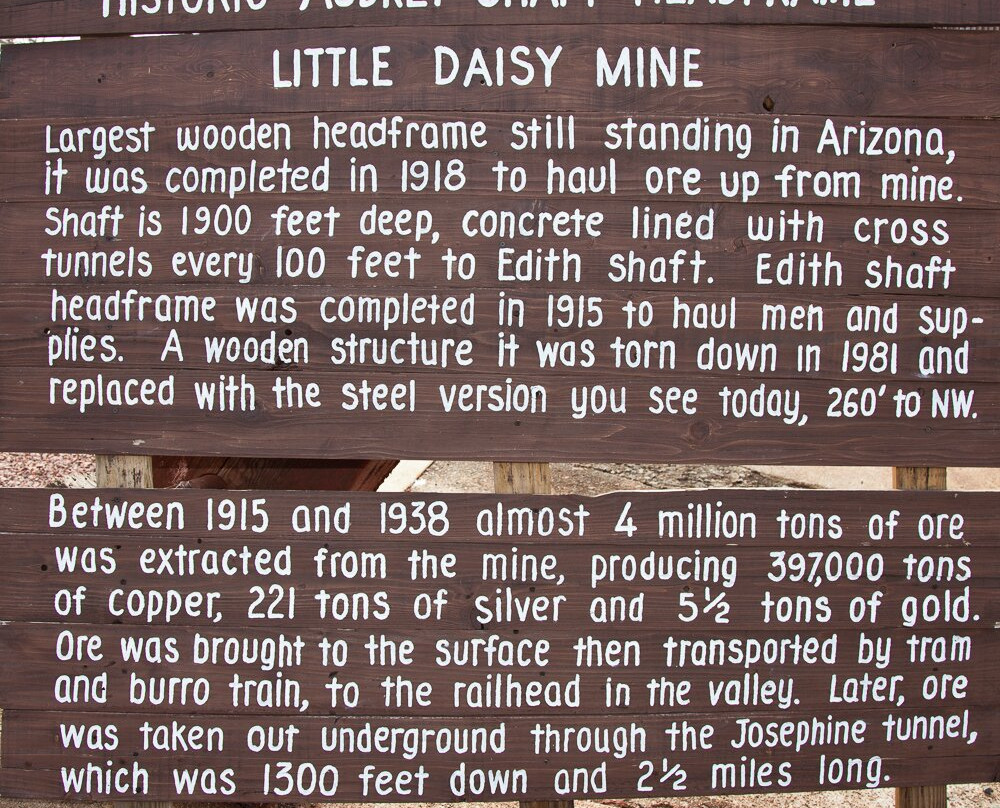 HISTORIC AUDREY SHAFT HEADFRAME
LITTLE DAISY MINE
Largest wooden headframe still standing in Arizona,
it was completed in 1918 to haul ore up from mine.
Shaft is 1900 feet deep, concrete lined with cross
tunnels every 100 feet to Edith shaft. Edith shaft
headframe was completed in 1915 to haul men and sup-
plies. A wooden structure it was torn down in 1981 and
replaced with the steel version you see today, 260' to NW.
Between 1915 and 1938 almost 4 million tons of ore
was extracted from the mine, producing 397,000 tons
of copper, 221 tons of silver and 5½ tons of gold.
Ore was brought to the surface then transported by tram
and burro train, to the railhead in the valley. Later, ore
was taken out underground through the Josephine tunnel,
which was 1300 feet down and 2½ miles long.